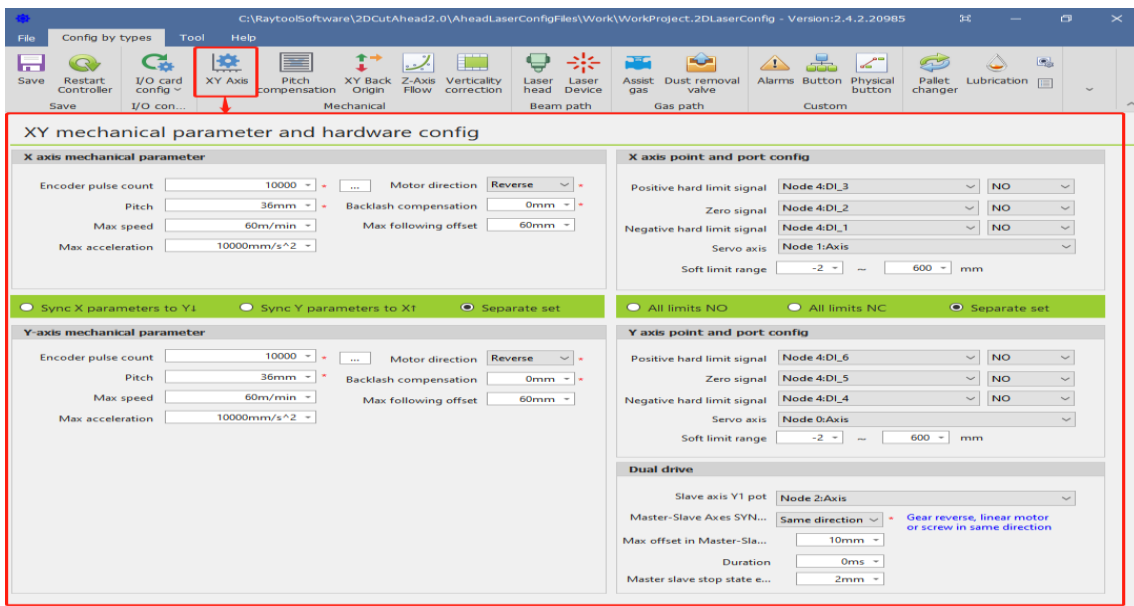 C:\RaytoolSoftware\2DCutAhead2.0\AheadLaserConfigFiles\Work\WorkProject.2DLaserConfig - Version:2.4.2.20985
File Config by types Tool Help
Save Restart Controller I/O card config XY Axis Pitch compensation XY Back Origin Z-Axis Fllow Verticality correction Laser head Laser Device Assist gas Dust removal valve Alarms Button Physical button Pallet changer Lubrication
Save I/O con... Mechanical Beam path Gas path Custom
XY mechanical parameter and hardware config
X axis mechanical parameter
Encoder pulse count 10000 * ... Motor direction Reverse *
Pitch 36mm * Backlash compensation 0mm *
Max speed 60m/min Max following offset 60mm
Max acceleration 10000mm/s^2
X axis point and port config
Positive hard limit signal Node 4:DI_3 NO
Zero signal Node 4:DI_2 NO
Negative hard limit signal Node 4:DI_1 NO
Servo axis Node 1:Axis
Soft limit range -2 ~ 600 mm
Sync X parameters to Y↓ Sync Y parameters to X↑ Separate set
All limits NO All limits NC Separate set
Y-axis mechanical parameter
Encoder pulse count 10000 * ... Motor direction Reverse *
Pitch 36mm * Backlash compensation 0mm *
Max speed 60m/min Max following offset 60mm
Max acceleration 10000mm/s^2
Y axis point and port config
Positive hard limit signal Node 4:DI_6 NO
Zero signal Node 4:DI_5 NO
Negative hard limit signal Node 4:DI_4 NO
Servo axis Node 0:Axis
Soft limit range -2 ~ 600 mm
Dual drive
Slave axis Y1 pot Node 2:Axis
Master-Slave Axes SYN... Same direction * Gear reverse, linear motor
or screw in same direction
Max offset in Master-Sla... 10mm
Duration 0ms
Master slave stop state e... 2mm